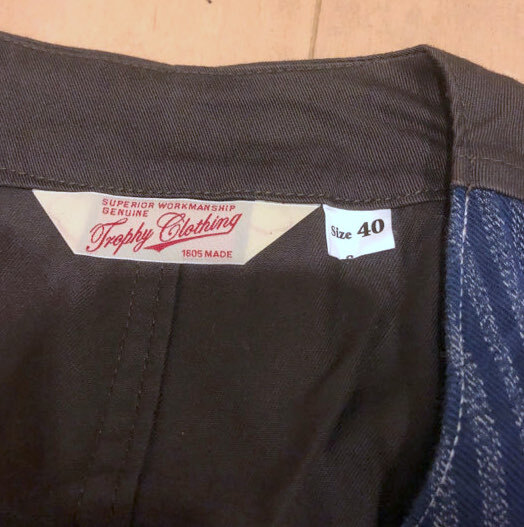 SUPERIOR WORKMANSHIP
GENUINE
Trophy Clothing
1605 MADE
Size 40